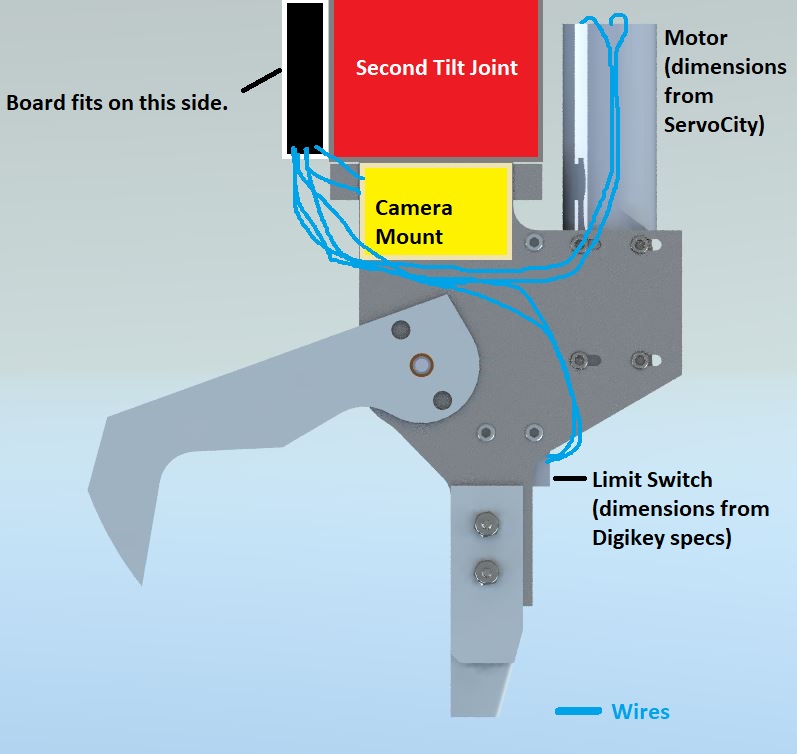 Second Tilt Joint
Motor
(dimensions
from
ServoCity)
Board fits on this side.
Camera
Mount
Limit Switch
(dimensions from
Digikey specs)
Wires